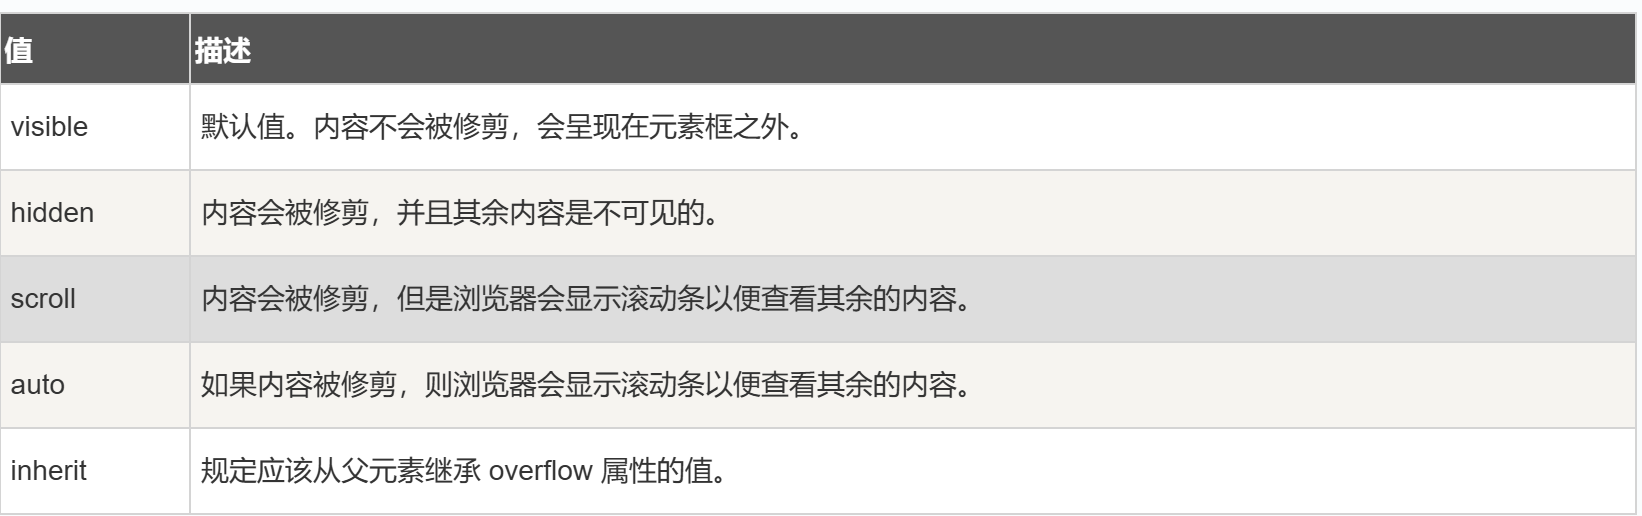 值 描述
visible 默认值。内容不会被修剪，会呈现在元素框之外。
hidden 内容会被修剪，并且其余内容是不可见的。
scroll 内容会被修剪，但是浏览器会显示滚动条以便查看其余的内容。
auto 如果内容被修剪，则浏览器会显示滚动条以便查看其余的内容。
inherit 规定应该从父元素继承 overflow 属性的值。